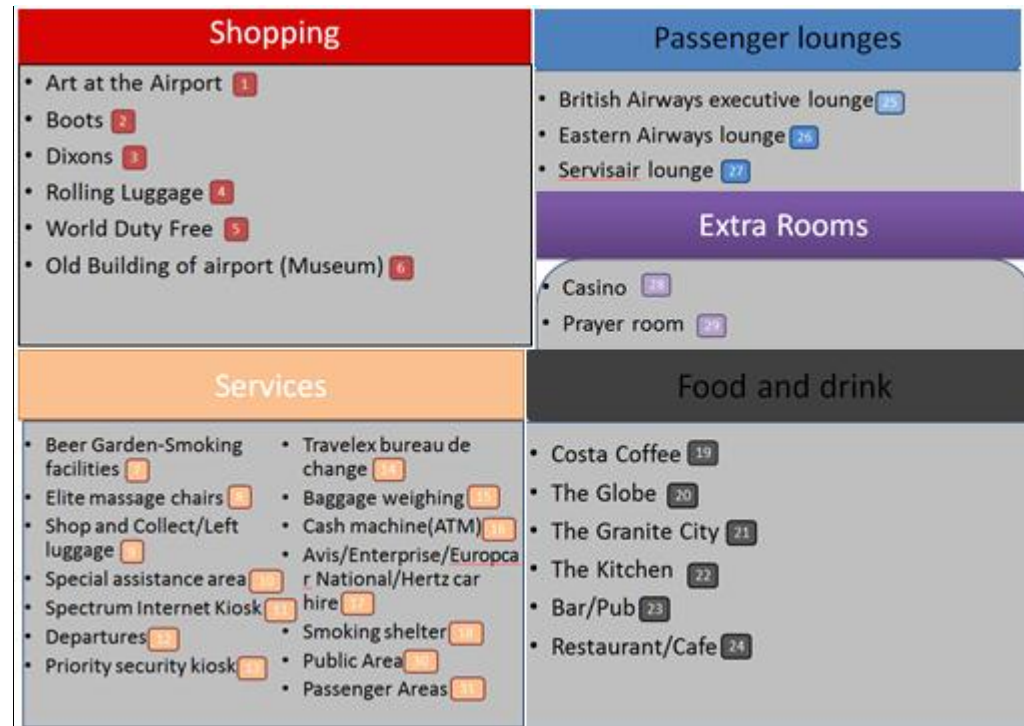 Shopping
• Art at the Airport 1
• Boots 2
• Dixons 3
• Rolling Luggage 4
• World Duty Free 5
• Old Building of airport (Museum) 6
Passenger lounges
• British Airways executive lounge 25
• Eastern Airways lounge 26
• Servisair lounge 27
Extra Rooms
• Casino 28
• Prayer room 29
Services
• Beer Garden-Smoking
facilities 7
• Elite massage chairs 8
• Shop and Collect/Left
luggage 9
• Special assistance area 10
• Spectrum Internet Kiosk 11
• Departures 12
• Priority security kiosk 13
• Travelex bureau de
change 14
• Baggage weighing 15
• Cash machine(ATM) 16
• Avis/Enterprise/Europca
r National/Hertz car
hire 17
• Smoking shelter 18
• Public Area 30
• Passenger Areas 31
Food and drink
• Costa Coffee 19
• The Globe 20
• The Granite City 21
• The Kitchen 22
• Bar/Pub 23
• Restaurant/Cafe 24